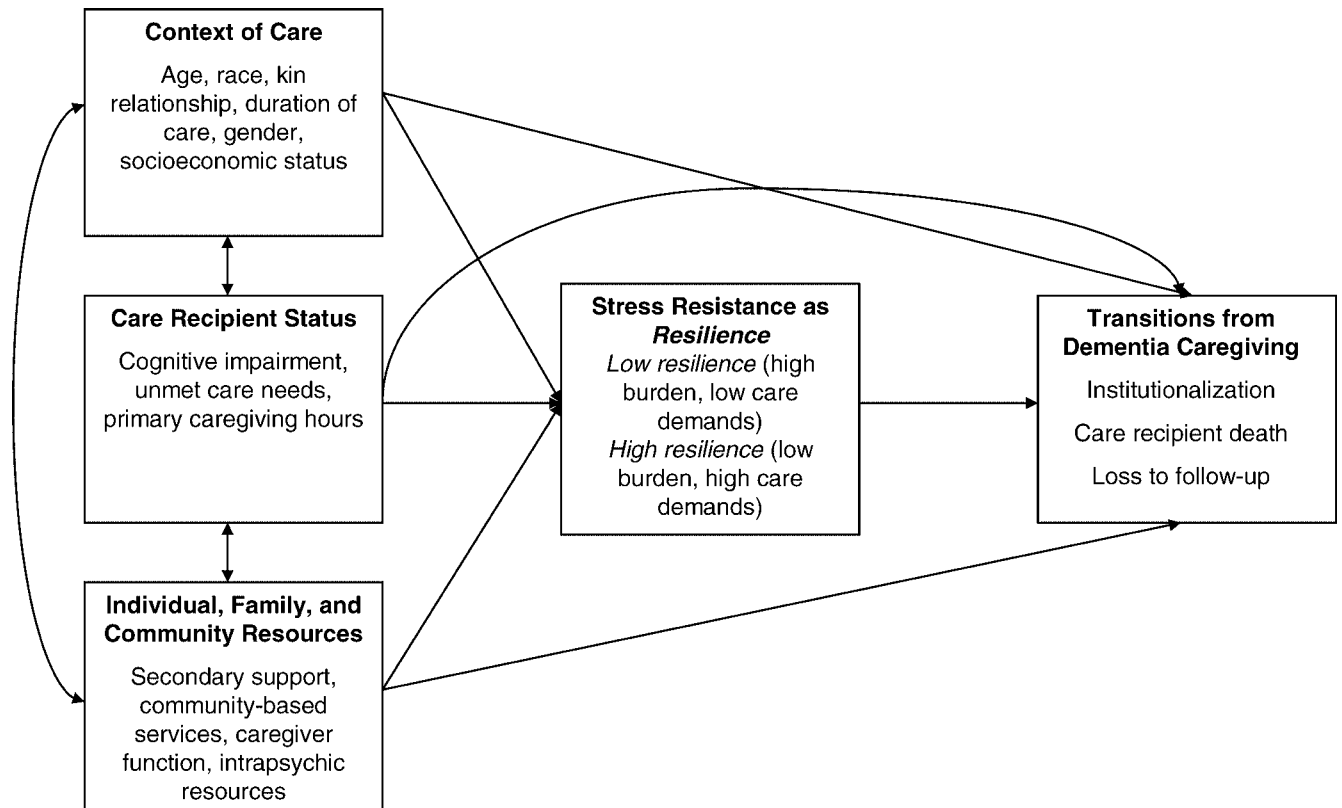 Context of Care
Age, race, kin
relationship, duration of
care, gender,
socioeconomic status
Care Recipient Status
Cognitive impairment,
unmet care needs,
primary caregiving hours
Individual, Family, and
Community Resources
Secondary support,
community-based
services, caregiver
function, intrapsychic
resources
Stress Resistance as
Resilience
Low resilience (high
burden, low care
demands)
High resilience (low
burden, high care
demands)
Transitions from
Dementia Caregiving
Institutionalization
Care recipient death
Loss to follow-up